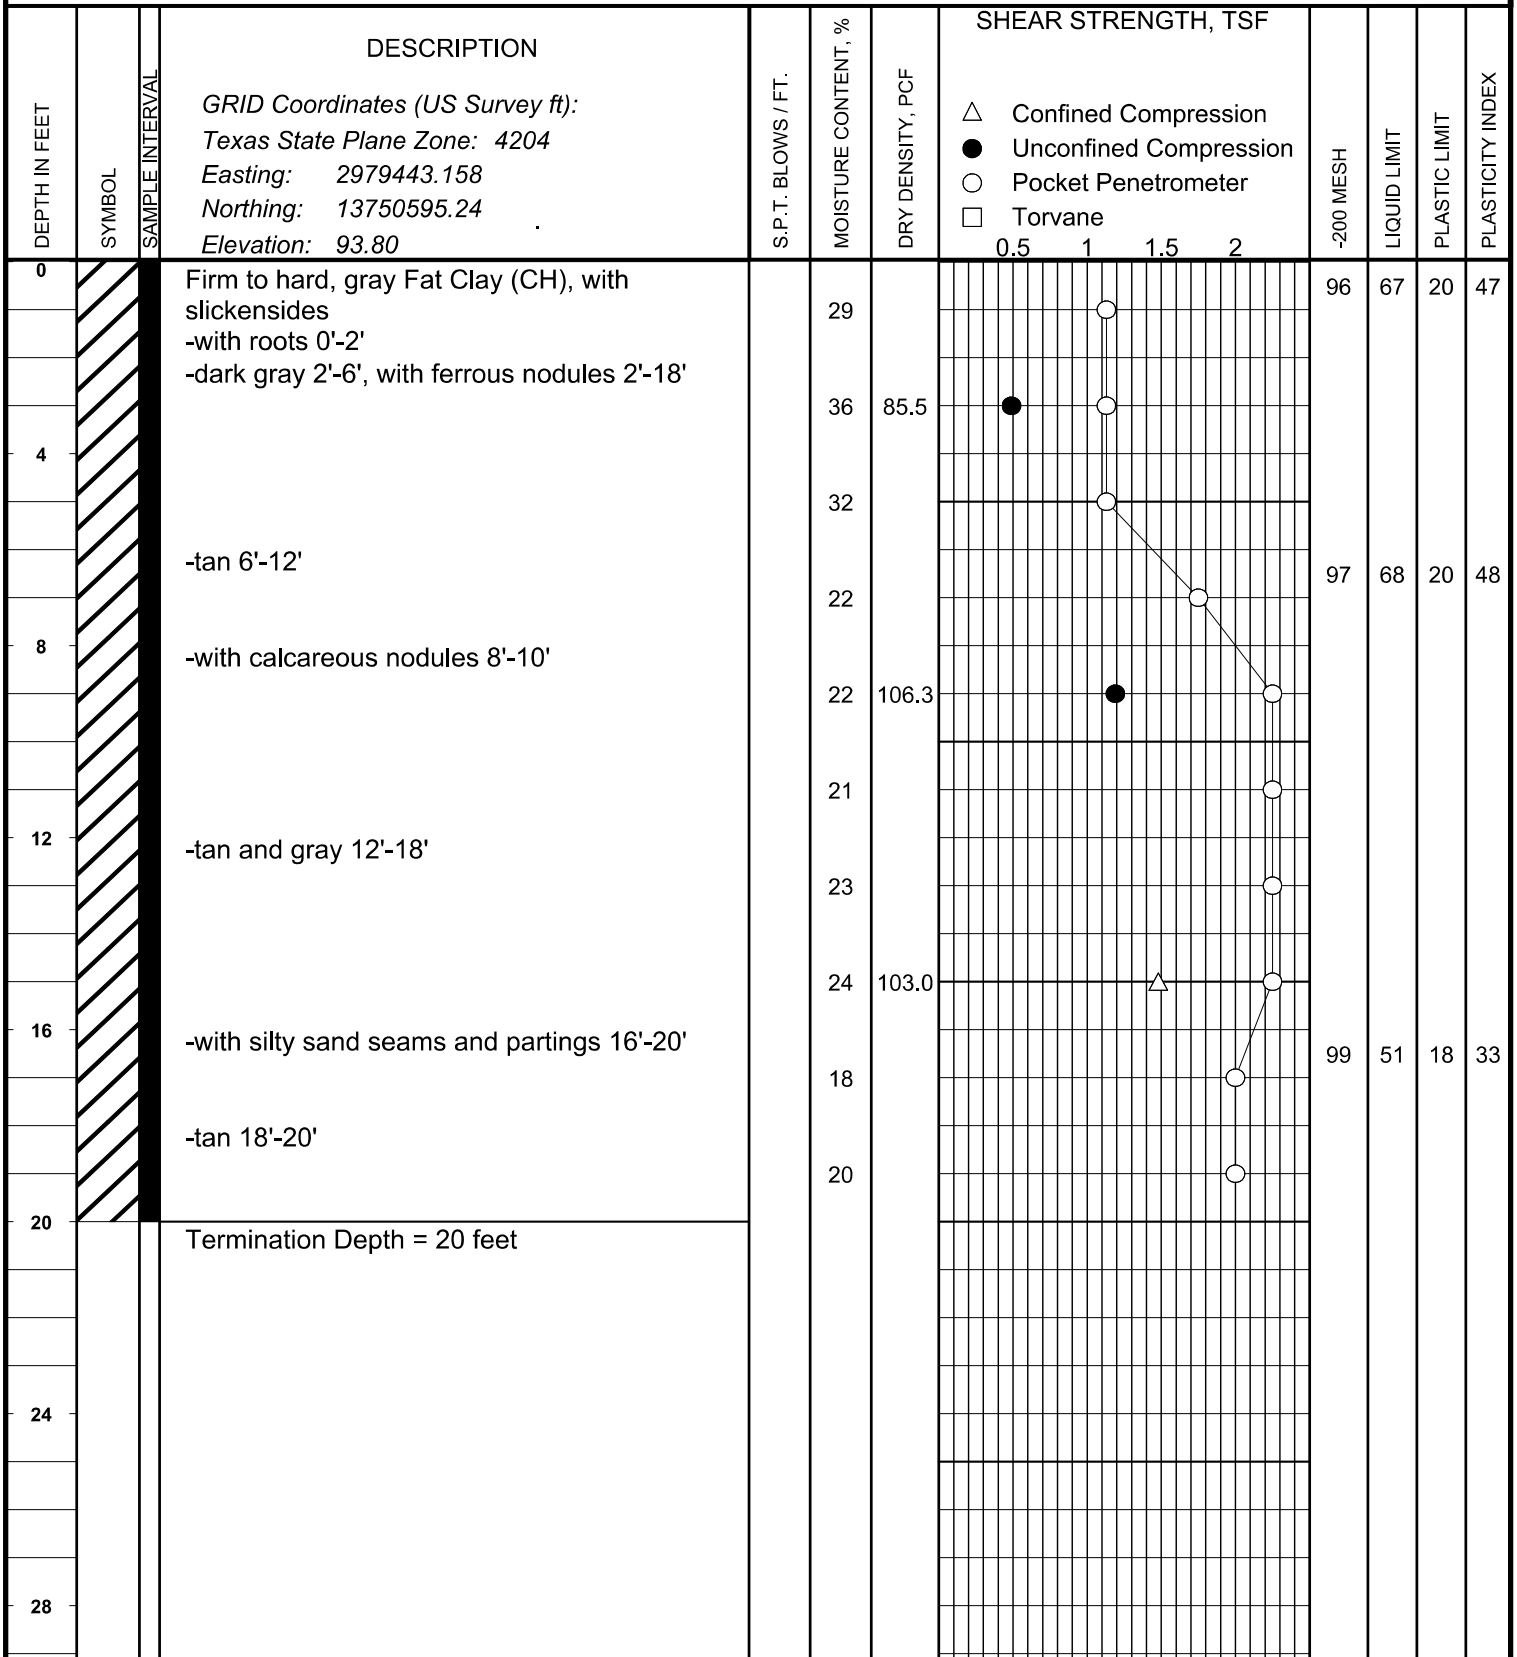 DEPTH IN FEET
SYMBOL
SAMPLE INTERVAL
DESCRIPTION
GRID Coordinates (US Survey ft):
Texas State Plane Zone: 4204
Easting: 2979443.158
Northing: 13750595.24
Elevation: 93.80
S.P.T. BLOWS / FT.
MOISTURE CONTENT, %
DRY DENSITY, PCF
SHEAR STRENGTH, TSF
△ Confined Compression
● Unconfined Compression
○ Pocket Penetrometer
□ Torvane
0.5 1 1.5 2
-200 MESH
LIQUID LIMIT
PLASTIC LIMIT
PLASTICITY INDEX
0
Firm to hard, gray Fat Clay (CH), with
96 67 20 47
slickensides
29
-with roots 0'-2'
-dark gray 2'-6', with ferrous nodules 2'-18'
36 85.5
4
32
-tan 6'-12'
97 68 20 48
22
8
-with calcareous nodules 8'-10'
22 106.3
21
12
-tan and gray 12'-18'
23
24 103.0
16
-with silty sand seams and partings 16'-20'
99 51 18 33
18
-tan 18'-20'
20
20
Termination Depth = 20 feet
24
28